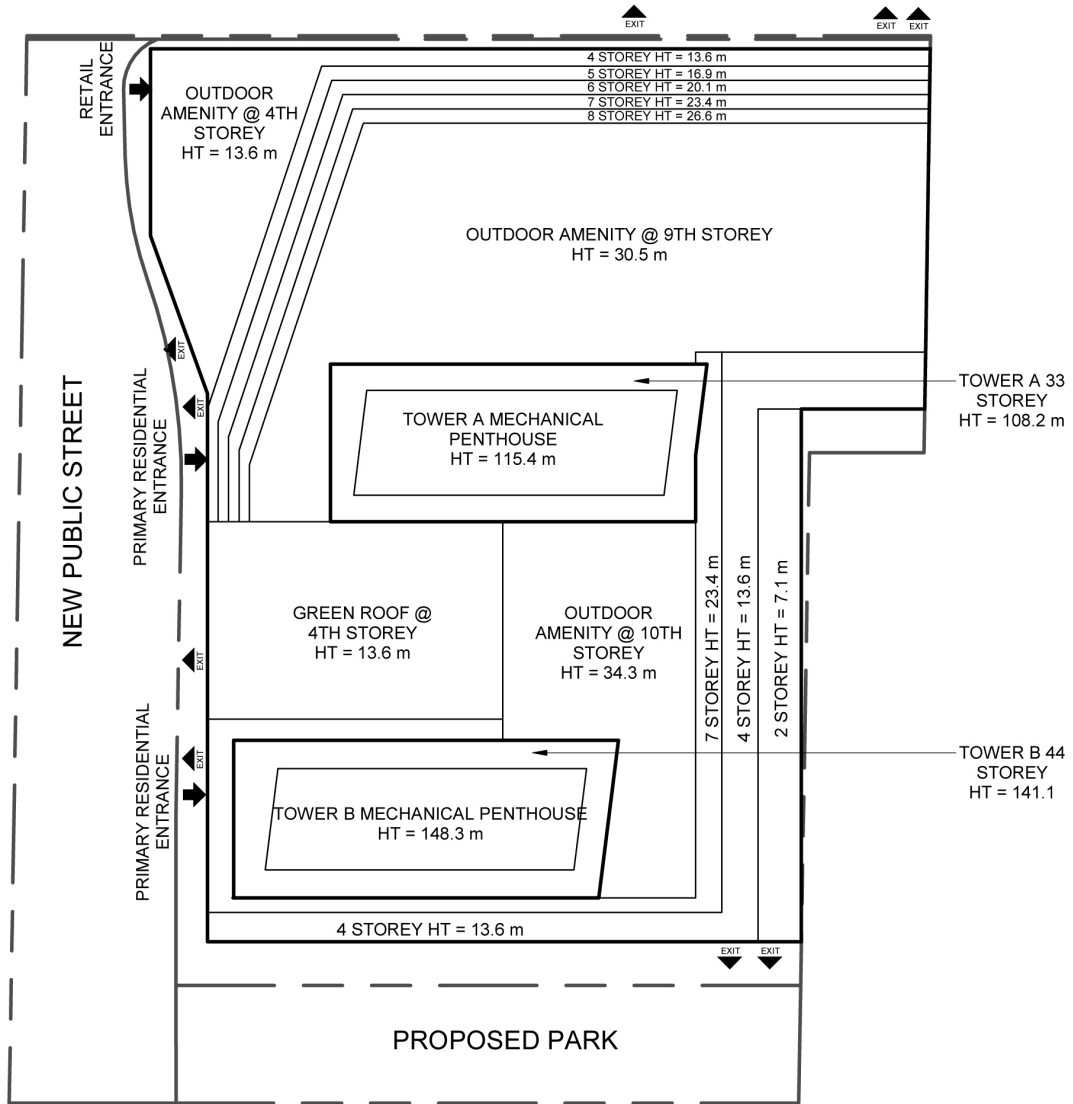 EXIT
EXIT
EXIT
RETAIL
ENTRANCE
4 STOREY HT = 13.6 m
5 STOREY HT = 16.9 m
6 STOREY HT = 20.1 m
7 STOREY HT = 23.4 m
8 STOREY HT = 26.6 m
OUTDOOR
AMENITY @ 4TH
STOREY
HT = 13.6 m
OUTDOOR AMENITY @ 9TH STOREY
HT = 30.5 m
EXIT
EXIT
PRIMARY RESIDENTIAL
ENTRANCE
TOWER A MECHANICAL
PENTHOUSE
HT = 115.4 m
TOWER A 33
STOREY
HT = 108.2 m
NEW PUBLIC STREET
GREEN ROOF @
4TH STOREY
HT = 13.6 m
OUTDOOR
AMENITY @ 10TH
STOREY
HT = 34.3 m
7 STOREY HT = 23.4 m
4 STOREY HT = 13.6 m
2 STOREY HT = 7.1 m
EXIT
EXIT
PRIMARY RESIDENTIAL
ENTRANCE
TOWER B MECHANICAL PENTHOUSE
HT = 148.3 m
TOWER B 44
STOREY
HT = 141.1
4 STOREY HT = 13.6 m
EXIT
EXIT
PROPOSED PARK